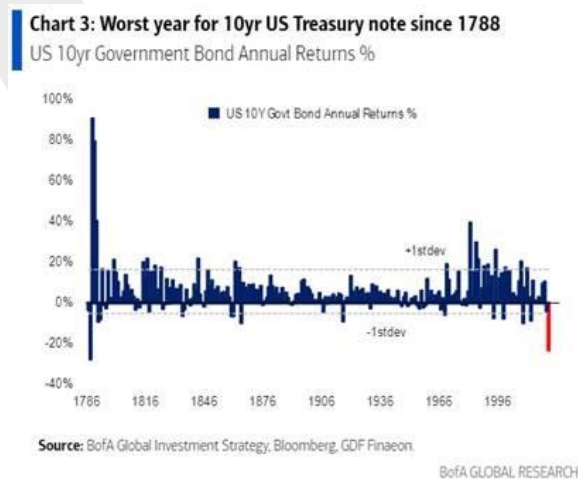 Chart 3: Worst year for 10yr US Treasury note since 1788
US 10yr Government Bond Annual Returns %
100%
US 10Y Govt Bond Annual Returns %
80%
60%
40%
+1stdev
20%
0%
-1stdev
-20%
-40%
1786 1816 1846 1876 1906 1936 1966 1996
Source: BofA Global Investment Strategy, Bloomberg, GDF Finaeon.
BofA GLOBAL RESEARCH